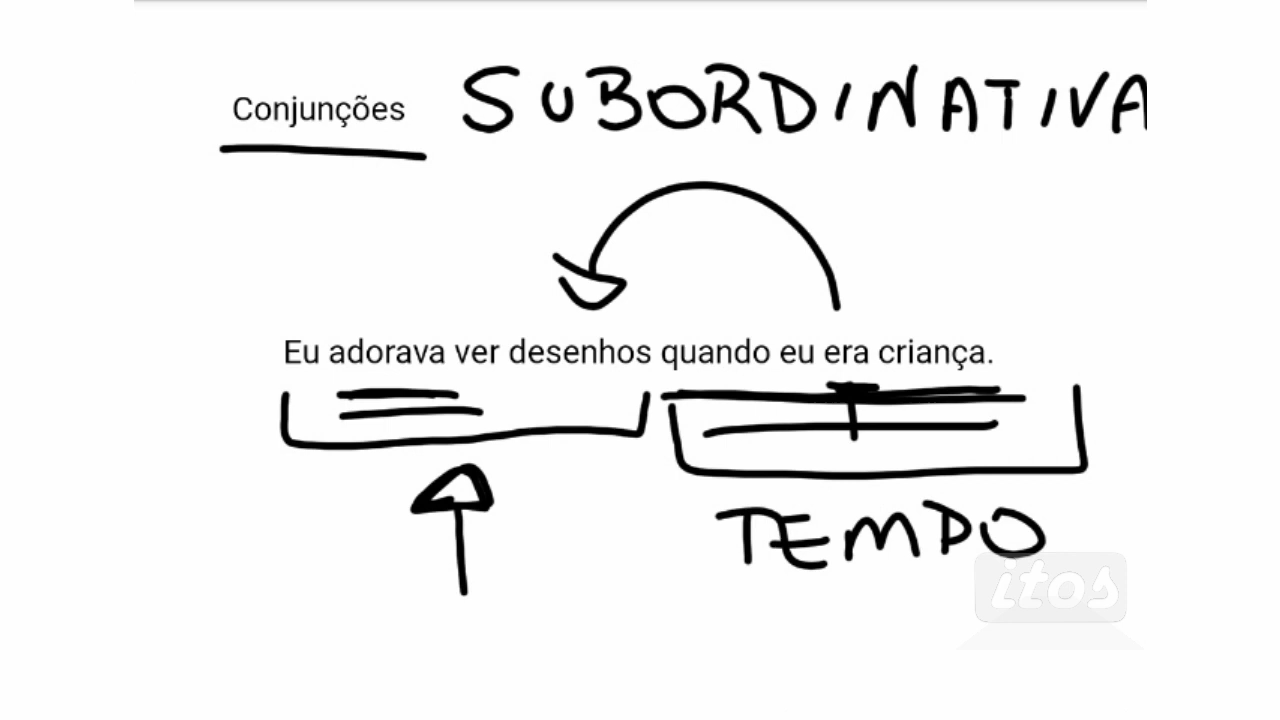 Conjunções SUBORDINATIVA
Eu adorava ver desenhos quando eu era criança.
TEMPO
itos